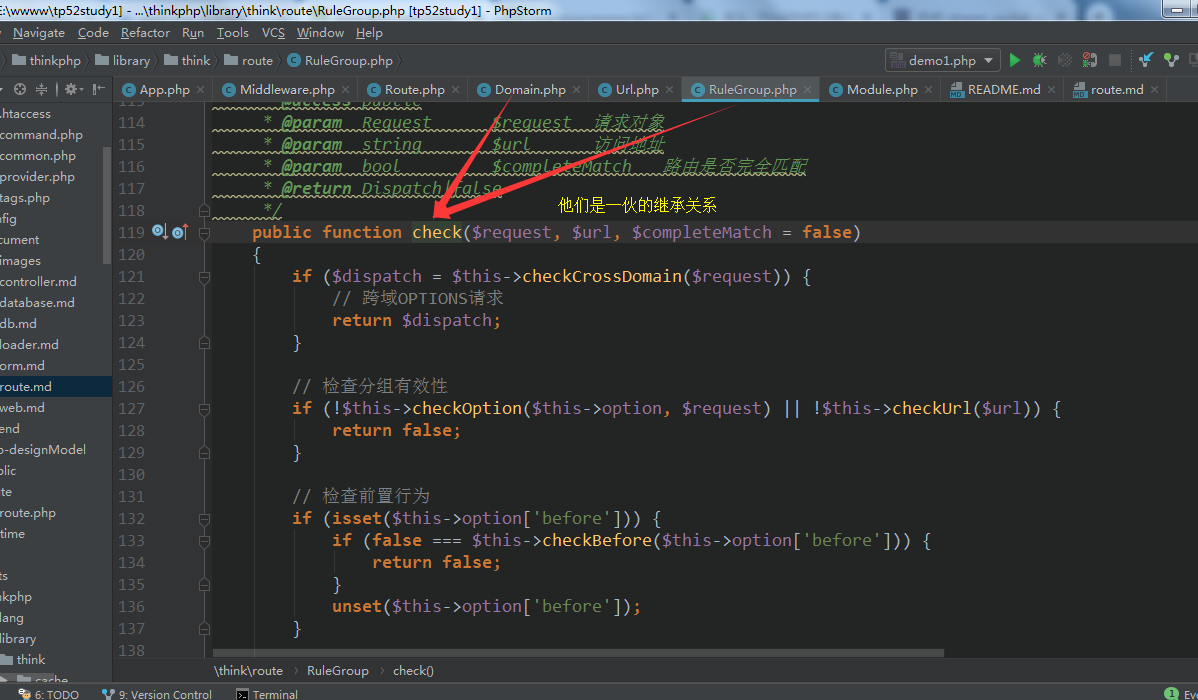 E:\wwww\tp52study1] - ...\thinkphp\library\think\route\RuleGroup.php [tp52study1] - PhpStorm
Navigate Code Refactor Run Tools VCS Window Help
thinkphp library think route RuleGroup.php demo1.php
App.php Middleware.php Route.php Domain.php Url.php RuleGroup.php Module.php README.md route.md
.htaccess
command.php
common.php
provider.php
tags.php
nfig
cument
images
controller.md
database.md
db.md
loader.md
orm.md
route.md
web.md
end
o-designModel
blic
te
route.php
time
ts
nkphp
lang
library
think
cache
113 * @access public
114 * @param Request $request 请求对象
115 * @param string $url 访问地址
116 * @param bool $completeMatch 路由是否完全匹配
117 * @return Dispatch|false
118 */
他们是一伙的继承关系
119 public function check($request, $url, $completeMatch = false)
120 {
121 if ($dispatch = $this->checkCrossDomain($request)) {
122 // 跨域OPTIONS请求
123 return $dispatch;
124 }
125
126 // 检查分组有效性
127 if (!$this->checkOption($this->option, $request) || !$this->checkUrl($url)) {
128 return false;
129 }
130
131 // 检查前置行为
132 if (isset($this->option['before'])) {
133 if (false === $this->checkBefore($this->option['before'])) {
134 return false;
135 }
136 unset($this->option['before']);
137 }
138
\think\route RuleGroup check()
6: TODO 9: Version Control Terminal 1 Eve